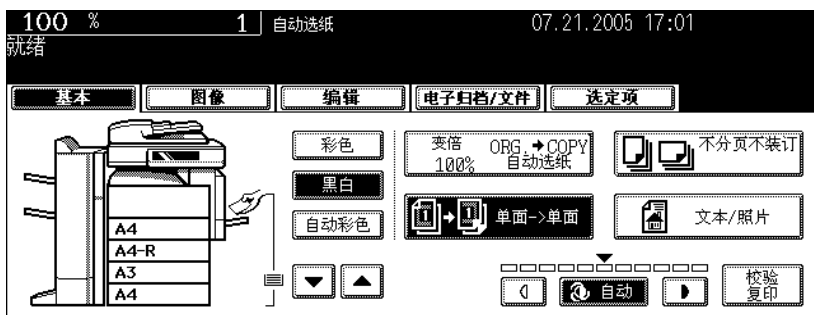 100 % 1 自动选纸 07.21.2005 17:01
就绪
基本 图像 编辑 电子归档/文件 选定项
彩色
黑白
自动彩色
变倍 ORG.➔COPY
100% 自动选纸
不分页不装订
1➔1 单面->单面
文本/照片
A4
A4-R
A3
A4
自动
校验
复印